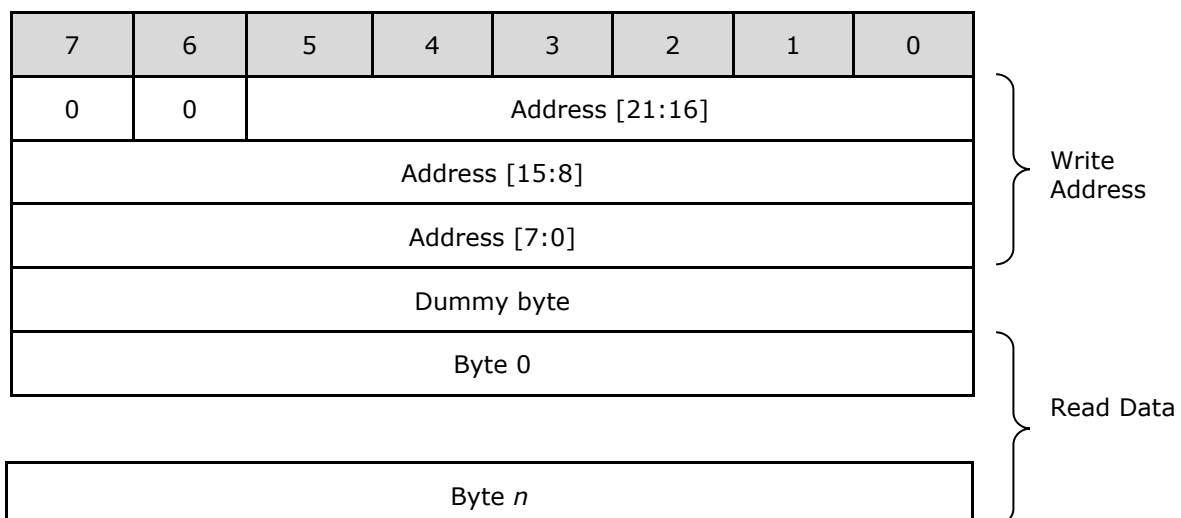 7 6 5 4 3 2 1 0
0 0 Address [21:16]
Address [15:8]
Write
Address
Address [7:0]
Dummy byte
Byte 0
Read Data
Byte n